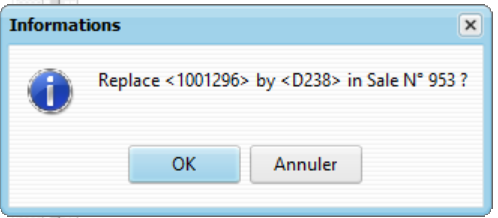 Informations
Replace <1001296> by <D238> in Sale N° 953 ?
OK
Annuler